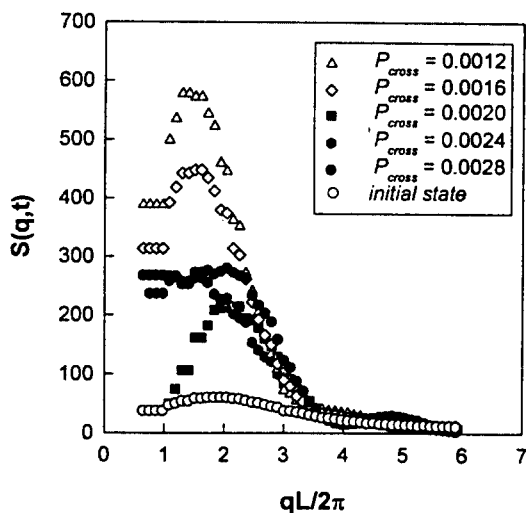 700
600
500
400
300
200
100
0
S(q,t)
0 1 2 3 4 5 6 7
qL/2π
P_cross = 0.0012
P_cross = 0.0016
P_cross = 0.0020
P_cross = 0.0024
P_cross = 0.0028
initial state